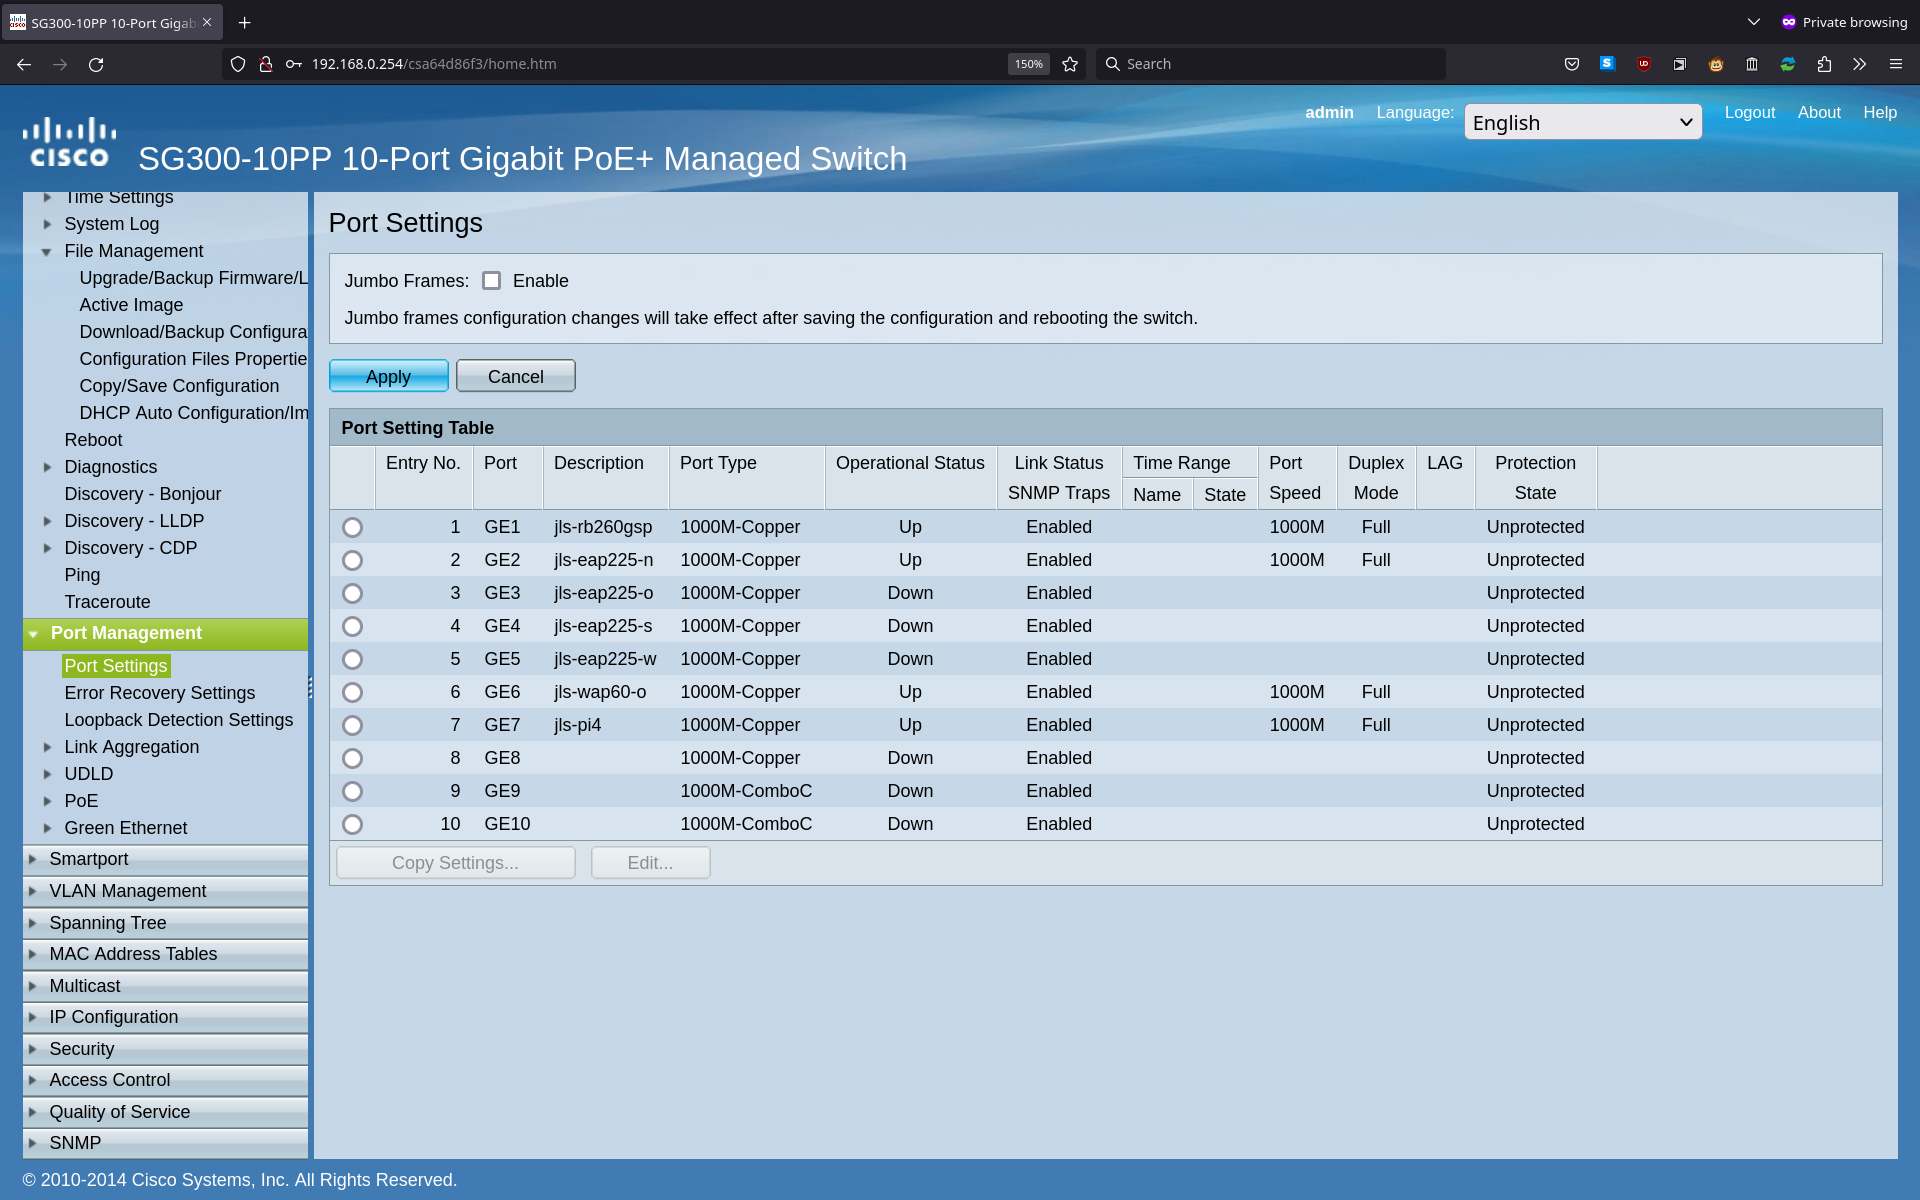 SG300-10PP 10-Port Gigab
Private browsing
192.168.0.254/csa64d86f3/home.htm
150%
Search
admin Language: English Logout About Help
CISCO
SG300-10PP 10-Port Gigabit PoE+ Managed Switch
Time Settings
System Log
File Management
Upgrade/Backup Firmware/L
Active Image
Download/Backup Configura
Configuration Files Propertie
Copy/Save Configuration
DHCP Auto Configuration/Im
Reboot
Diagnostics
Discovery - Bonjour
Discovery - LLDP
Discovery - CDP
Ping
Traceroute
Port Management
Port Settings
Error Recovery Settings
Loopback Detection Settings
Link Aggregation
UDLD
PoE
Green Ethernet
Smartport
VLAN Management
Spanning Tree
MAC Address Tables
Multicast
IP Configuration
Security
Access Control
Quality of Service
SNMP
Port Settings
Jumbo Frames: Enable
Jumbo frames configuration changes will take effect after saving the configuration and rebooting the switch.
Apply Cancel
Port Setting Table
Entry No. Port Description Port Type Operational Status Link Status Time Range Port Duplex LAG Protection
SNMP Traps Name State Speed Mode State
1 GE1 jls-rb260gsp 1000M-Copper Up Enabled 1000M Full Unprotected
2 GE2 jls-eap225-n 1000M-Copper Up Enabled 1000M Full Unprotected
3 GE3 jls-eap225-o 1000M-Copper Down Enabled Unprotected
4 GE4 jls-eap225-s 1000M-Copper Down Enabled Unprotected
5 GE5 jls-eap225-w 1000M-Copper Down Enabled Unprotected
6 GE6 jls-wap60-o 1000M-Copper Up Enabled 1000M Full Unprotected
7 GE7 jls-pi4 1000M-Copper Up Enabled 1000M Full Unprotected
8 GE8 1000M-Copper Down Enabled Unprotected
9 GE9 1000M-ComboC Down Enabled Unprotected
10 GE10 1000M-ComboC Down Enabled Unprotected
Copy Settings... Edit...
© 2010-2014 Cisco Systems, Inc. All Rights Reserved.